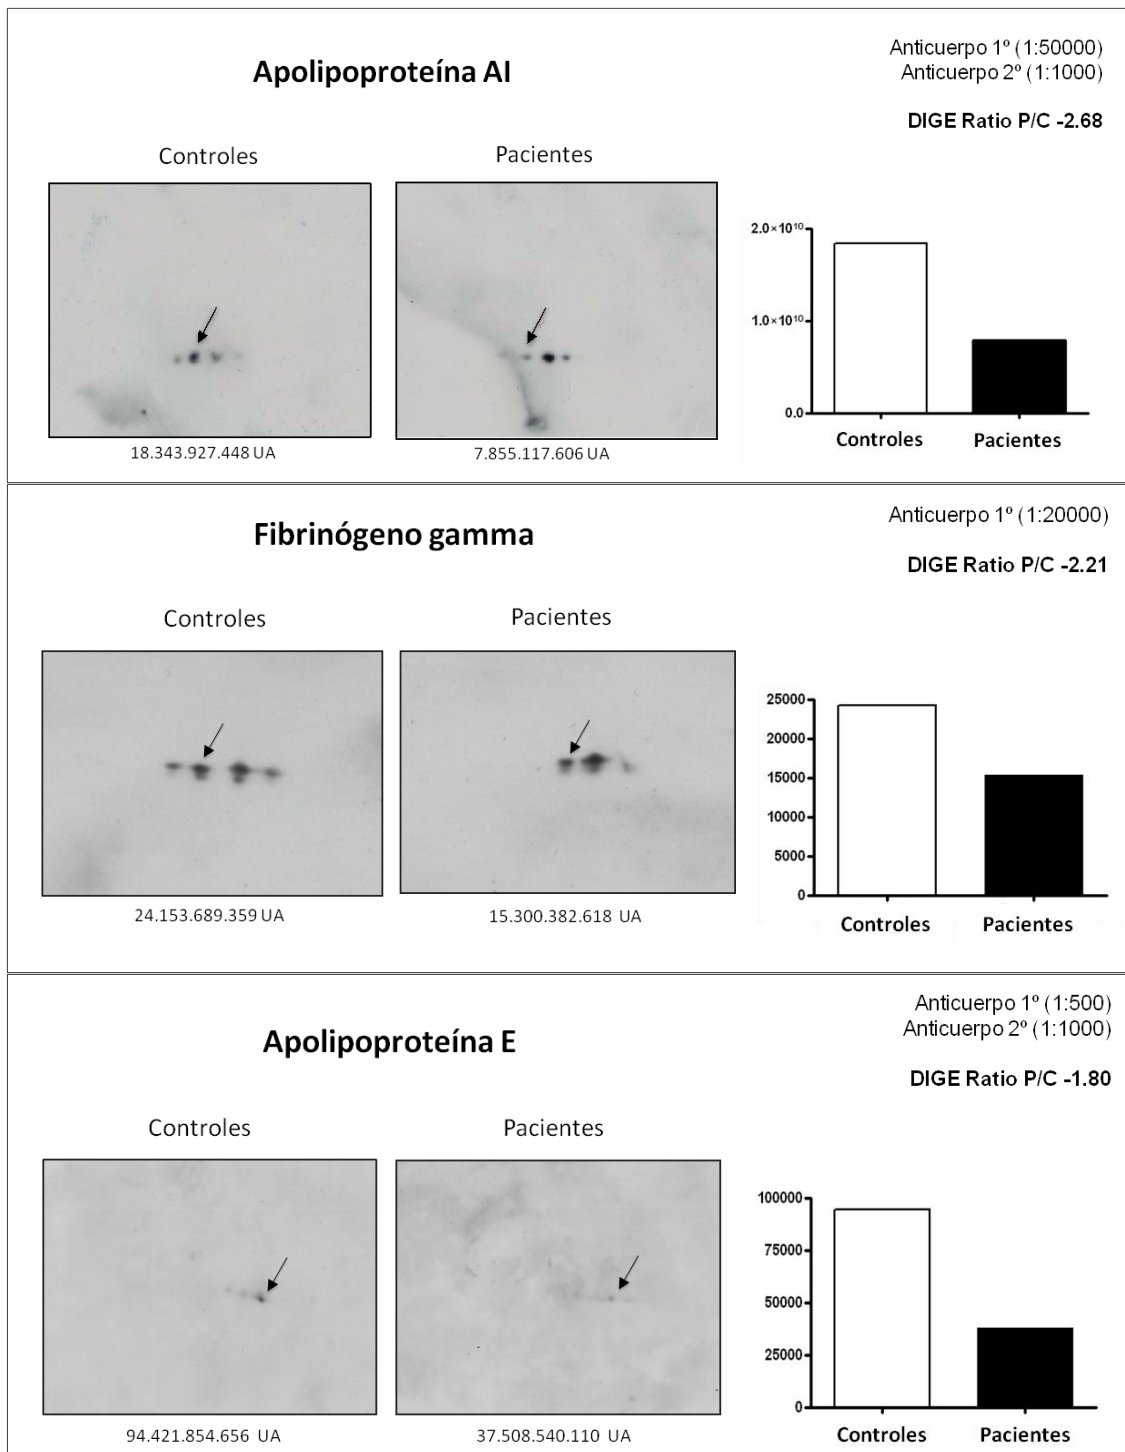 Apolipoproteína AI
Anticuerpo 1º (1:50000)
Anticuerpo 2º (1:1000)
DIGE Ratio P/C -2.68
Controles
Pacientes
18.343.927.448 UA
7.855.117.606 UA
2.0×10¹⁰
1.0×10¹⁰
0.0
Controles
Pacientes
Fibrinógeno gamma
Anticuerpo 1º (1:20000)
DIGE Ratio P/C -2.21
Controles
Pacientes
24.153.689.359 UA
15.300.382.618 UA
25000
20000
15000
10000
5000
0
Controles
Pacientes
Apolipoproteína E
Anticuerpo 1º (1:500)
Anticuerpo 2º (1:1000)
DIGE Ratio P/C -1.80
Controles
Pacientes
94.421.854.656 UA
37.508.540.110 UA
100000
75000
50000
25000
0
Controles
Pacientes